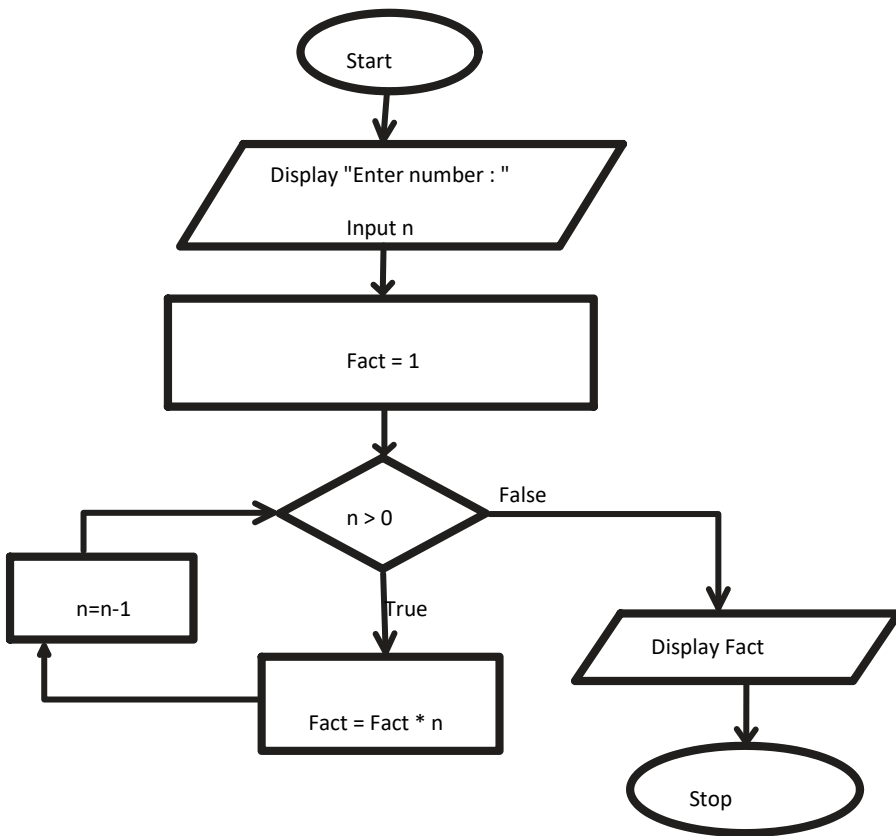 Start
Display "Enter number : "
Input n
Fact = 1
n > 0
False
True
n=n-1
Fact = Fact * n
Display Fact
Stop